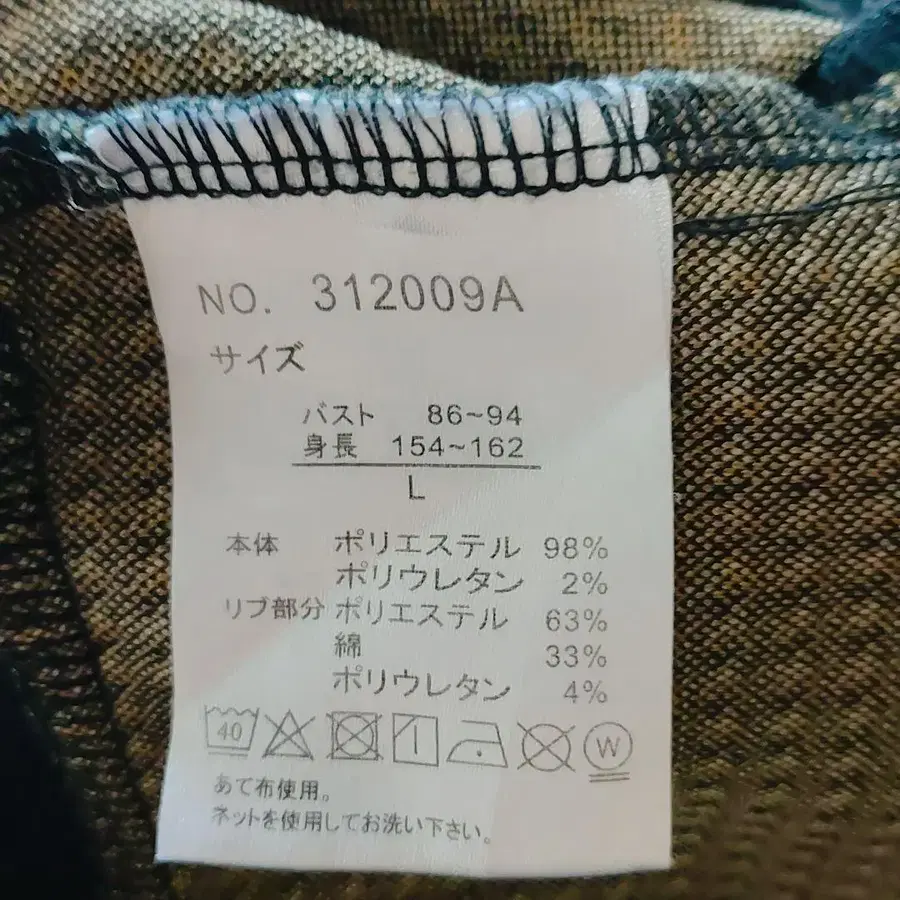 NO. 312009A
サイズ
バスト 86~94
身長 154~162
L
本体 ポリエステル 98%
ポリウレタン 2%
リブ部分 ポリエステル 63%
綿 33%
ポリウレタン 4%
40 W
あて布使用。
ネットを使用してお洗い下さい。